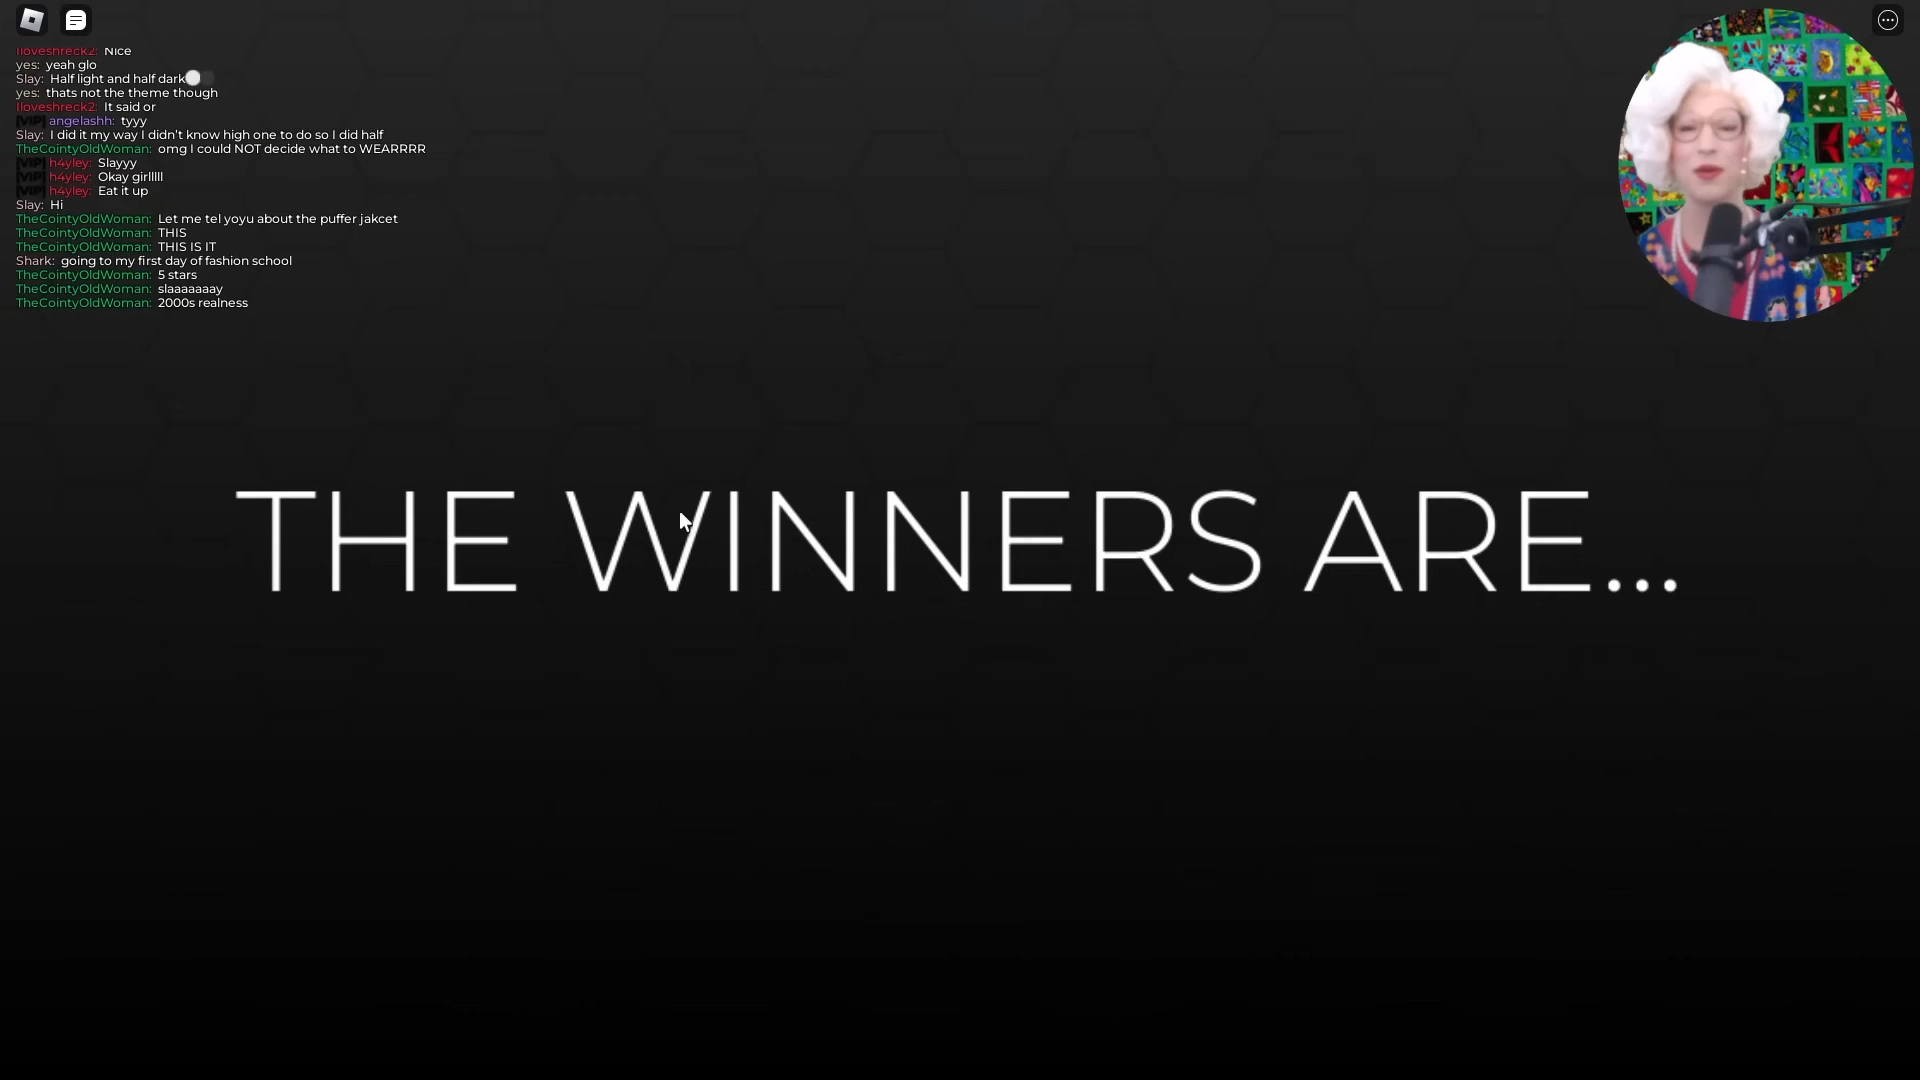 Iloveshreck2: Nice
yes: yeah glo
Slay: Half light and half dark
yes: thats not the theme though
Iloveshreck2: It said or
[VIP] angelashh: tyyy
Slay: I did it my way I didn't know high one to do so I did half
TheCointyOldWoman: omg I could NOT decide what to WEARRRR
[VIP] h4yley: Slayyy
[VIP] h4yley: Okay girlllll
[VIP] h4yley: Eat it up
Slay: Hi
TheCointyOldWoman: Let me tel yoyu about the puffer jakcet
TheCointyOldWoman: THIS
TheCointyOldWoman: THIS IS IT
Shark: going to my first day of fashion school
TheCointyOldWoman: 5 stars
TheCointyOldWoman: slaaaaaaay
TheCointyOldWoman: 2000s realness
THE WINNERS ARE...